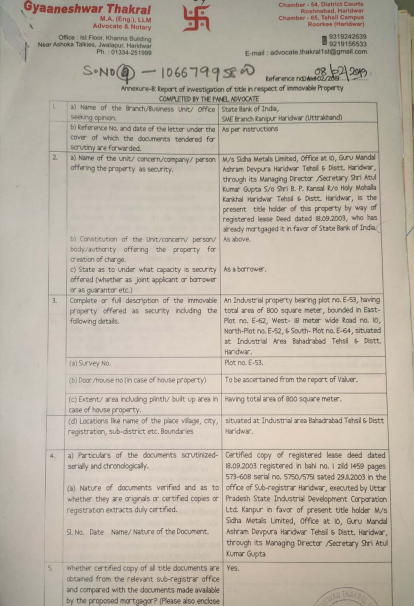 Gyaaneshwar Thakral
M.A. (Eng.), LLM
Advocate & Notary
Office : Ist Floor, Khanna Building
Near Ashoka Talkies, Jwalapur, Haridwar
Ph.: 01334-251999
Chamber - 54, District Courts
Roshnabad, Haridwar
Chamber - 65, Tehsil Campus
Roorkee (Haridwar)
9319242639
9219156533
E-mail : advocate.thakral1st@gmail.com
S.NO (9) - 1066799580
08/02/2019
Reference no.
Annexure-B: Report of investigation of title in respect of immovable Property
COMPLETED BY THE PANEL ADVOCATE
1. a) Name of the Branch/Business Unit/ Office seeking opinion.
State Bank of India,
SME Branch Ranipur Haridwar (Uttrakhand)
b) Reference No. and date of the letter under the cover of which the documents tendered for scrutiny are forwarded.
As per instructions
2. a) Name of the unit/ concern/company/ person offering the property as security.
M/s Sidha Metals Limited, Office at 10, Guru Mandal
Ashram Devpura Haridwar Tehsil & Distt. Haridwar,
through its Managing Director /Secretary Shri Atul
Kumar Gupta S/o Shri B. P. Kansal R/o Holy Mohalla
Kankhal Haridwar Tehsil & Distt. Haridwar, is the
present title holder of this property by way of
registered lease Deed dated 18.09.2003, who has
already mortgaged it in favor of State Bank of India.
b) Constitution of the Unit/concern/ person/ body/authority offering the property for creation of charge.
As above.
c) State as to under what capacity is security offered (whether as joint applicant or borrower or as guarantor etc.)
As a borrower.
3. Complete or full description of the immovable property offered as security including the following details.
An Industrial property bearing plot no. E-53, having
total area of 800 square meter, bounded in East-
Plot no. E-62, West- 18 meter wide Road no. 10,
North-Plot no. E-52, & South- Plot no. E-64, situated
at Industrial Area Bahadrabad Tehsil & Distt.
Haridwar.
(a) Survey No.
Plot no. E-53.
(b) Door/house no (in case of house property)
To be ascertained from the report of Valuer.
(c) Extent/ area including plinth/ built up area in case of house property.
Having total area of 800 square meter.
(d) Locations like name of the place village, city, registration, sub-district etc. Boundaries
situated at Industrial area Bahadrabad Tehsil & Distt
Haridwar.
4. a) Particulars of the documents scrutinized-serially and chronologically.
(a) Nature of documents verified and as to whether they are originals or certified copies or registration extracts duly certified.
Sl. No. Date Name/ Nature of the Document.
Certified copy of registered lease deed dated
18.09.2003 registered in bahi no. 1 zild 1459 pages
573-608 serial no. 5750/5751 sated 29.11.2003 in the
office of Sub-registrar Haridwar, executed by Uttar
Pradesh State Industrial Development Corporation
Ltd. Kanpur in favor of present title holder M/s
Sidha Metals Limited, Office at 10, Guru Mandal
Ashram Devpura Haridwar Tehsil & Distt. Haridwar,
through its Managing Director /Secretary Shri Atul
Kumar Gupta
5. Whether certified copy of all title documents are
obtained from the relevant sub-registrar office
and compared with the documents made available
by the proposed mortgagor? (Please also enclose
Yes.